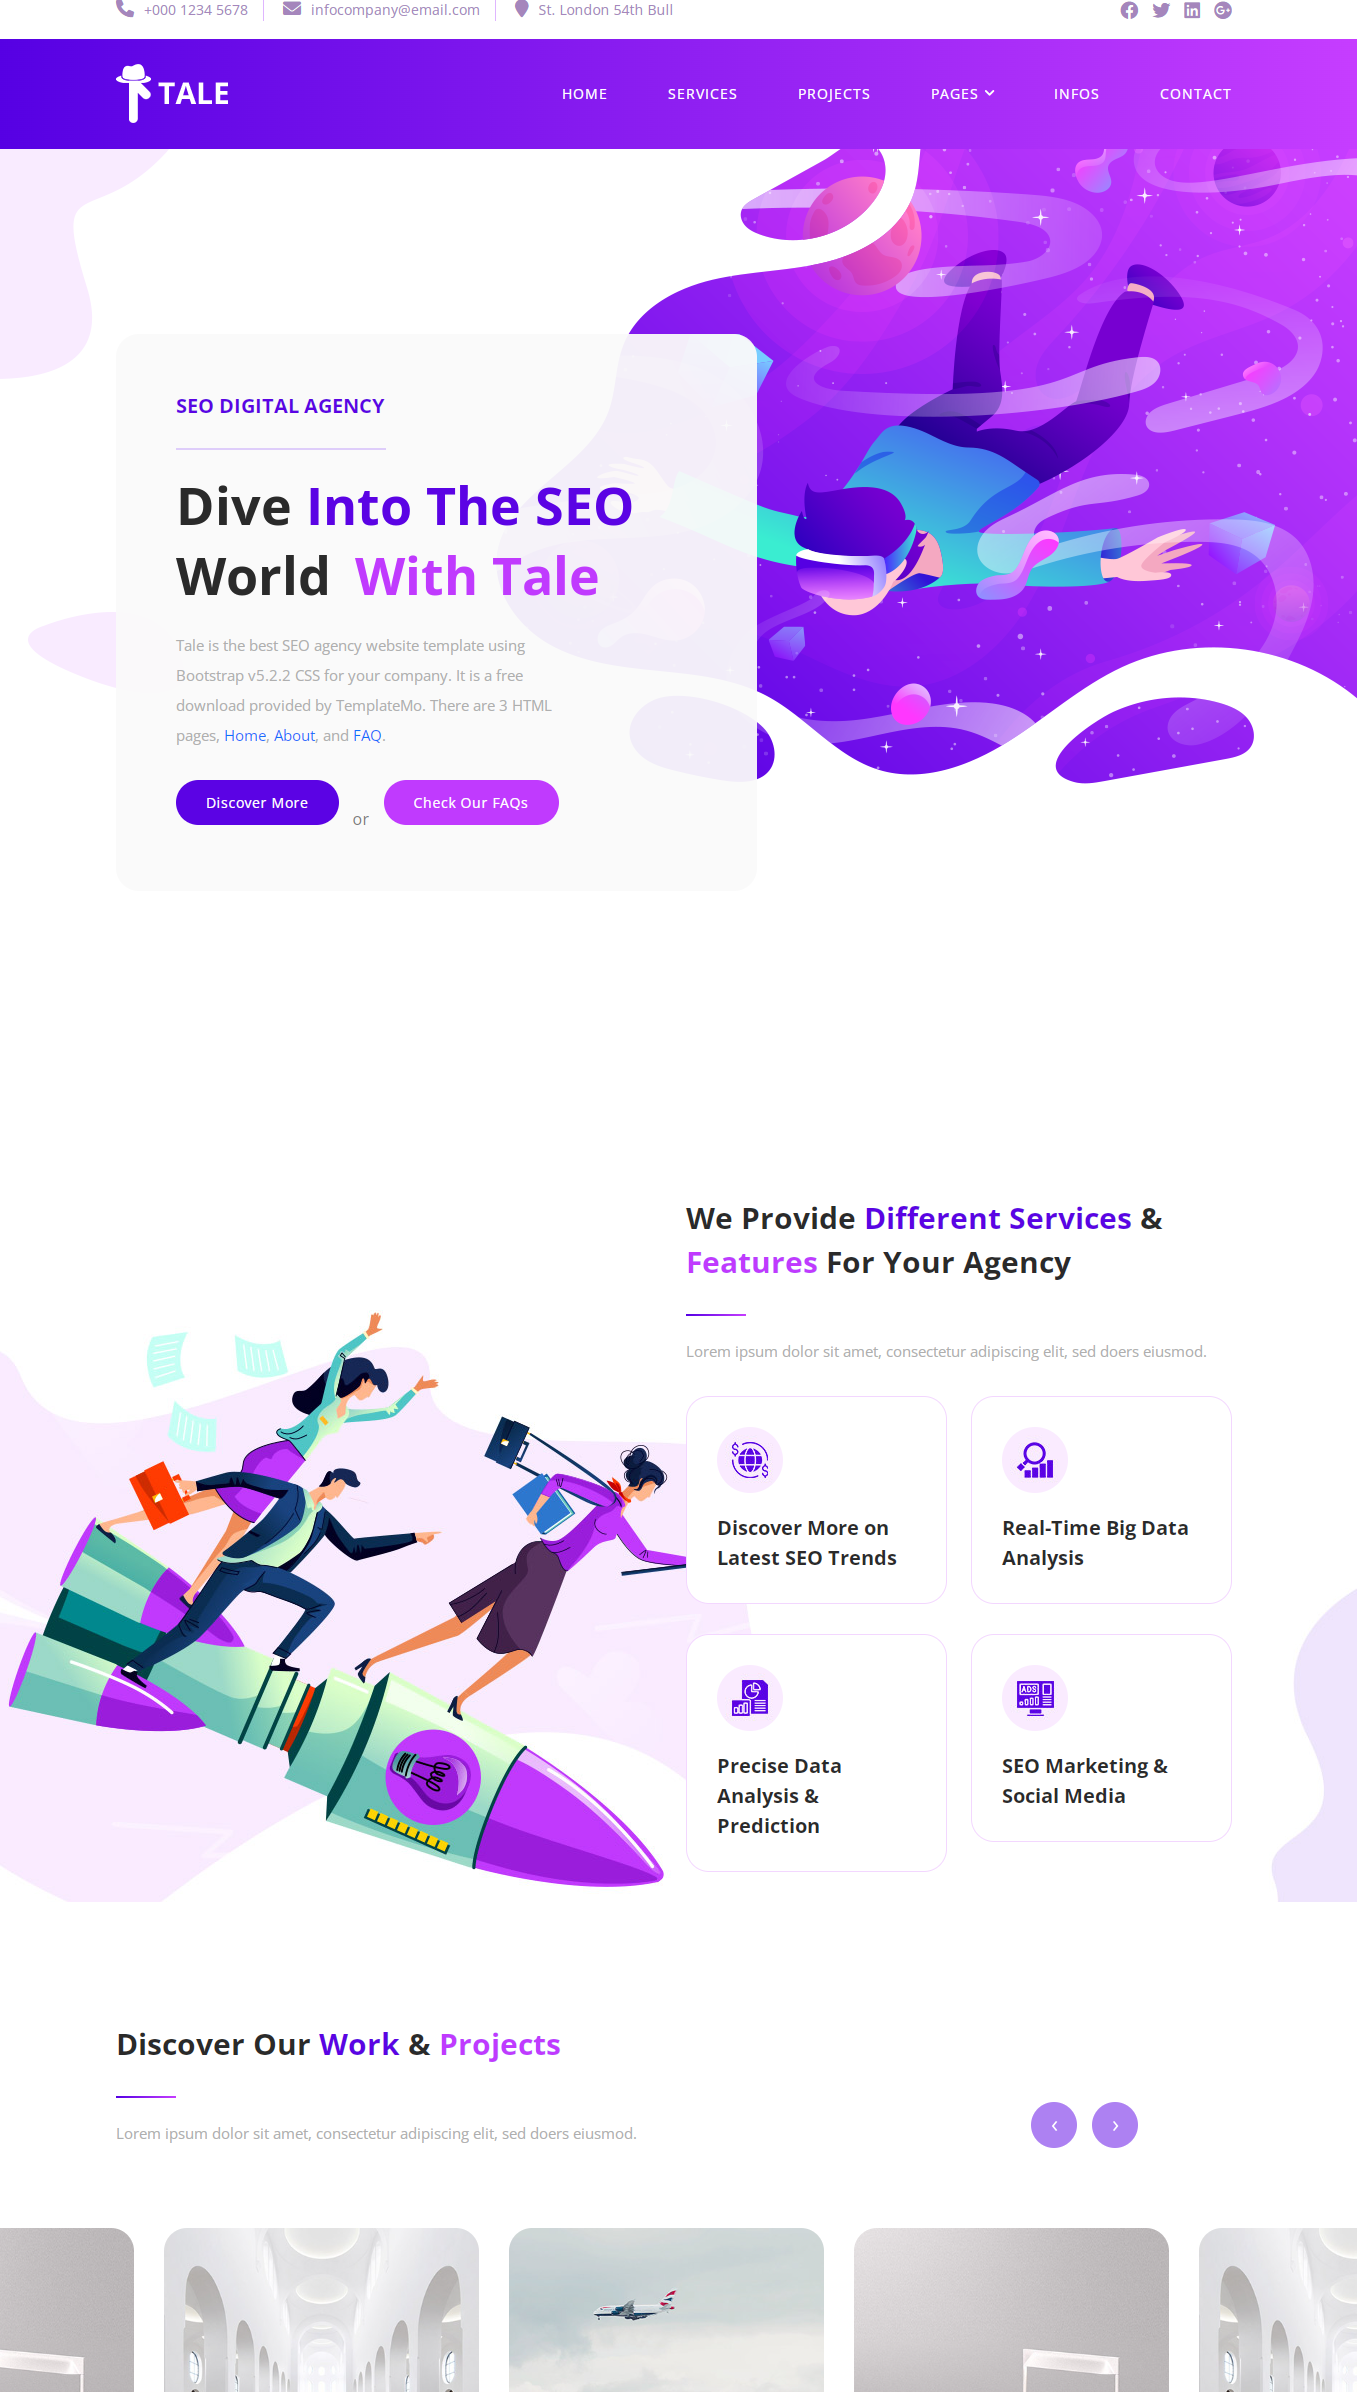 +000 1234 5678
infocompany@email.com
St. London 54th Bull
TALE
HOME
SERVICES
PROJECTS
PAGES
INFOS
CONTACT
SEO DIGITAL AGENCY
Dive Into The SEO
World With Tale
Tale is the best SEO agency website template using
Bootstrap v5.2.2 CSS for your company. It is a free
download provided by TemplateMo. There are 3 HTML
pages, Home, About, and FAQ.
Discover More
or
Check Our FAQs
We Provide Different Services &
Features For Your Agency
Lorem ipsum dolor sit amet, consectetur adipiscing elit, sed doers eiusmod.
Discover More on
Latest SEO Trends
Real-Time Big Data
Analysis
Precise Data
Analysis &
Prediction
ADS
SEO Marketing &
Social Media
Discover Our Work & Projects
Lorem ipsum dolor sit amet, consectetur adipiscing elit, sed doers eiusmod.